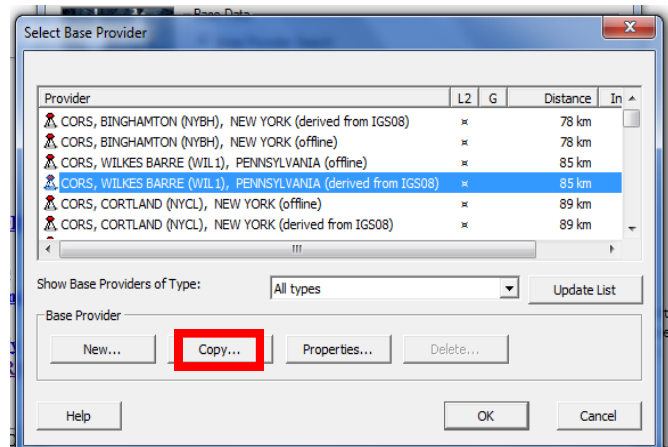 Base Data
Select Base Provider
Provider L2 G Distance In
CORS, BINGHAMTON (NYBH), NEW YORK (derived from IGS08) 78 km
CORS, BINGHAMTON (NYBH), NEW YORK (offline) 78 km
CORS, WILKES BARRE (WIL1), PENNSYLVANIA (offline) 85 km
CORS, WILKES BARRE (WIL1), PENNSYLVANIA (derived from IGS08) 85 km
CORS, CORTLAND (NYCL), NEW YORK (offline) 89 km
CORS, CORTLAND (NYCL), NEW YORK (derived from IGS08) 89 km
Show Base Providers of Type: All types Update List
Base Provider
New... Copy... Properties... Delete...
Help OK Cancel